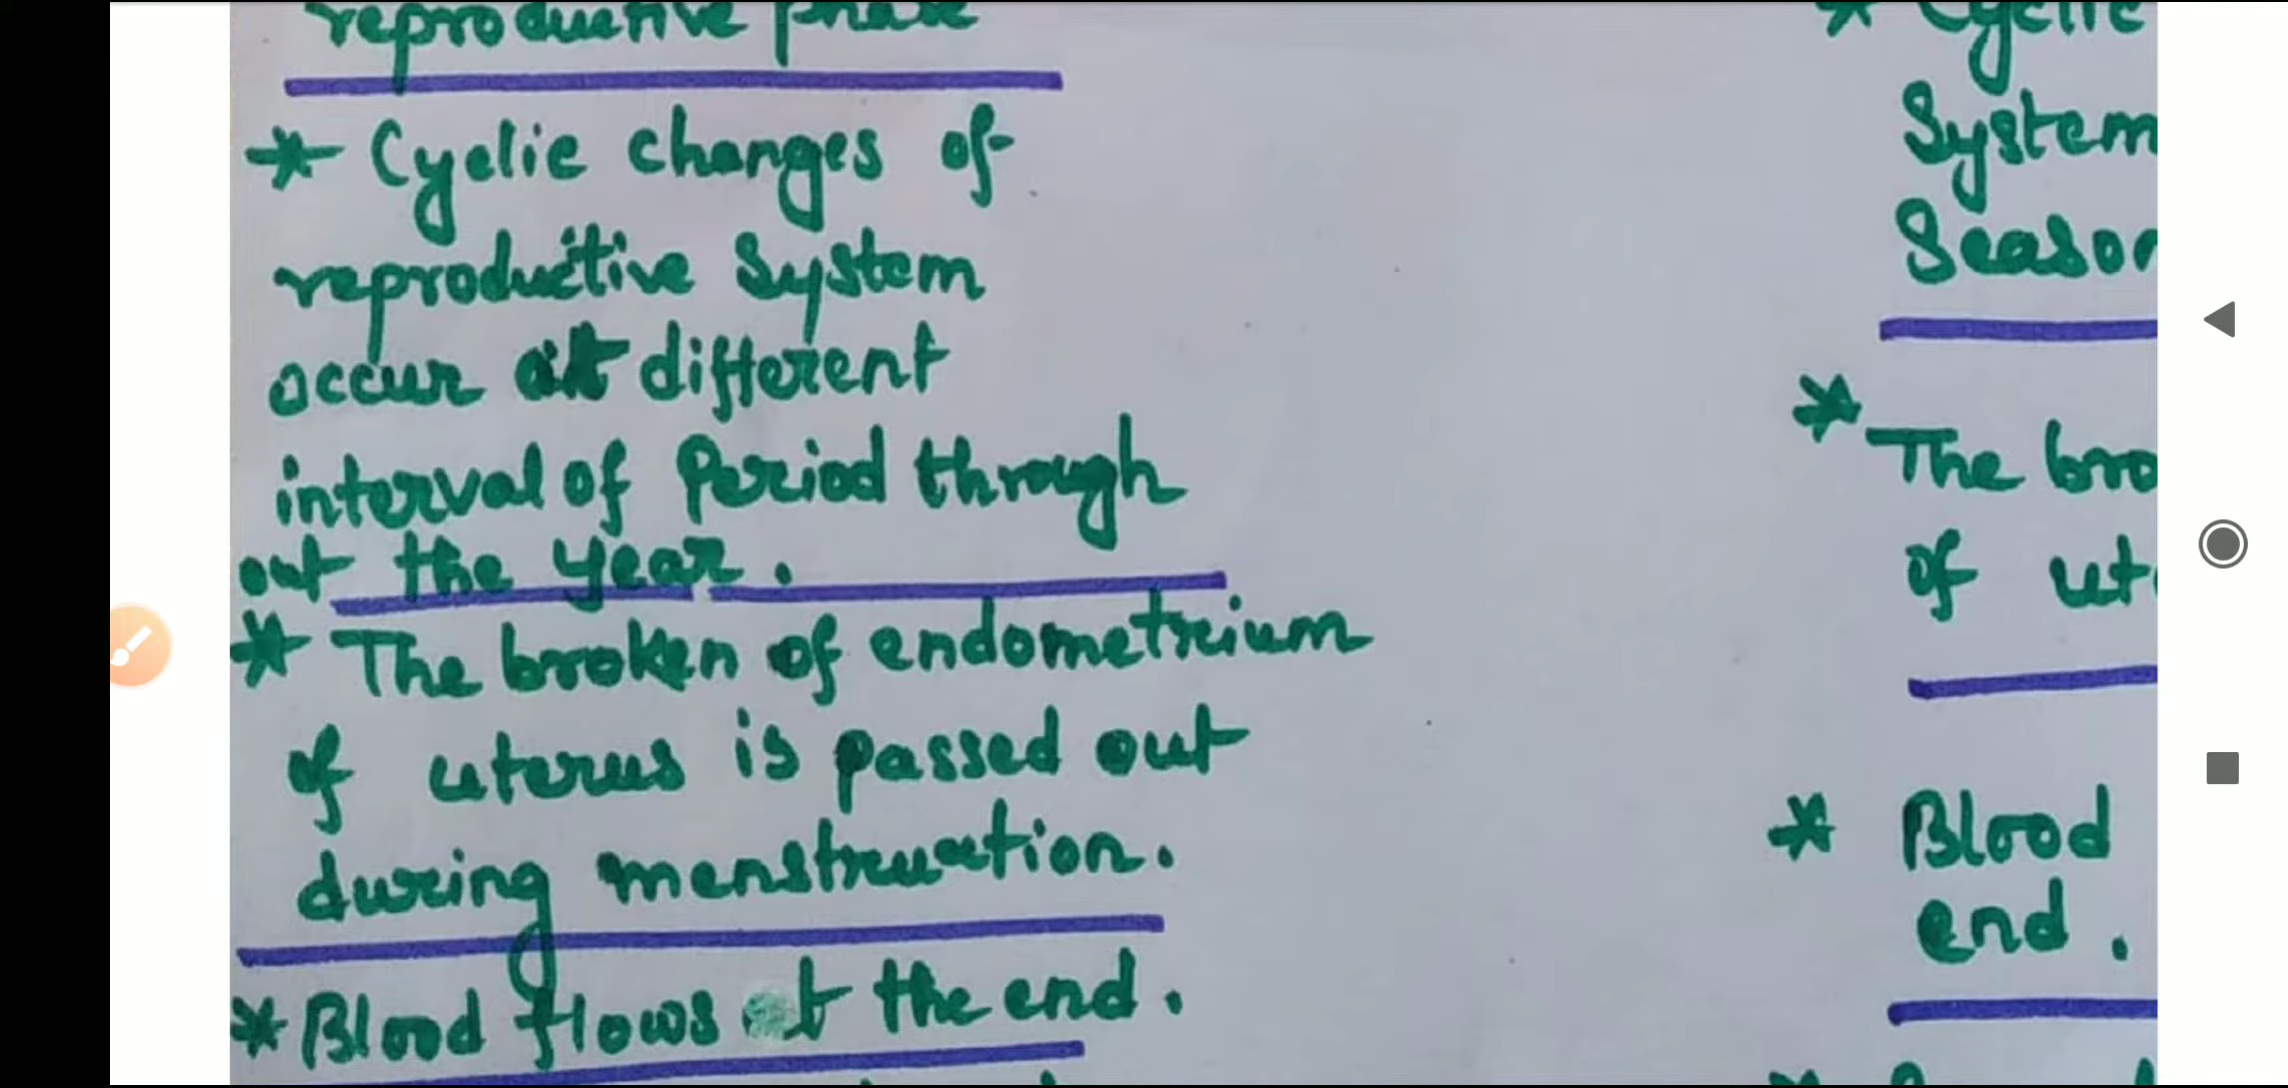 reproductive phase
* Cyclic changes of
reproductive System
occur at different
interval of Period through
out the year.
* The broken of endometrium
of uterus is passed out
during menstruation.
* Blood flows at the end.
* Cyclic
System
Season
* The bro
of ut
* Blood
end.